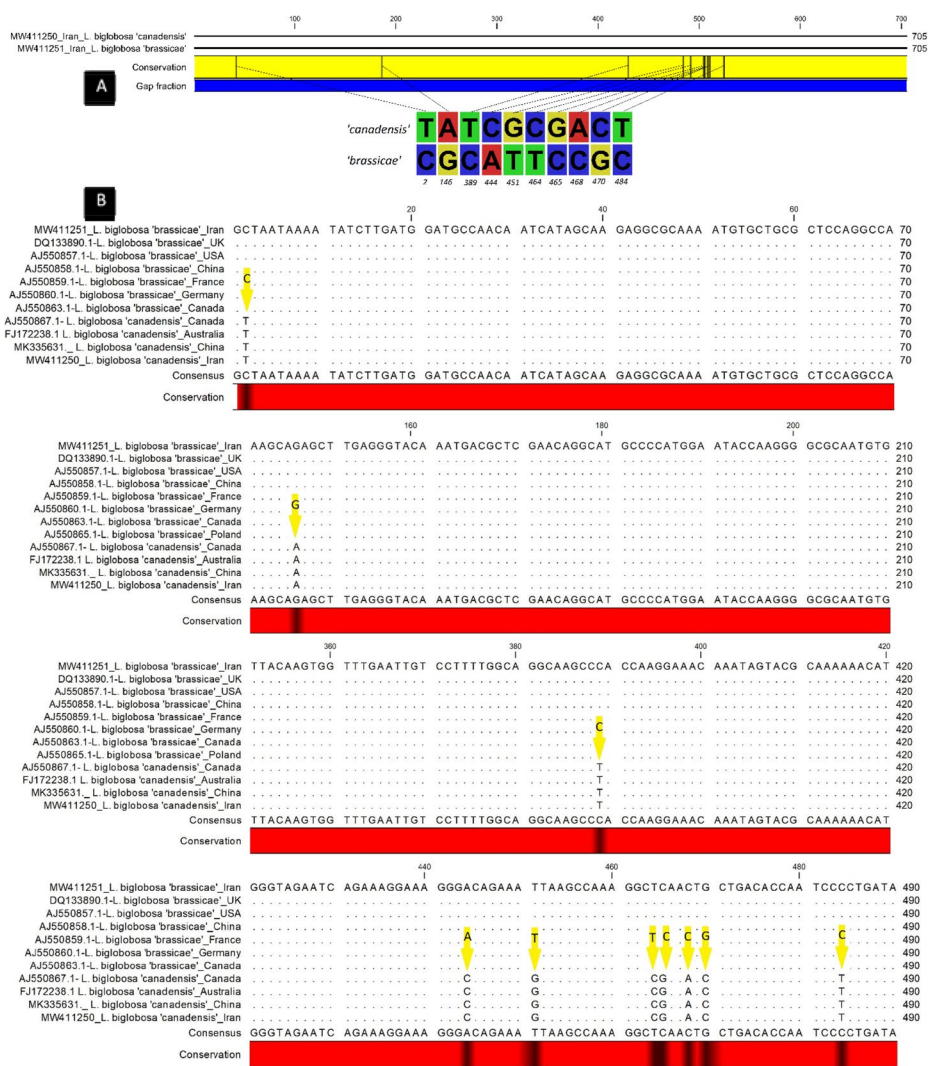 100 200 300 400 500 600 700
MW411250_Iran_L. biglobosa 'canadensis' 705
MW411251_Iran_L. biglobosa 'brassicae' 705
Conservation
A
Gap fraction
'canadensis' T A T C G C G A C T
'brassicae' C G C A T T C C G C
2 146 389 444 451 464 465 468 470 484
B
20 40 60
MW411251_L. biglobosa 'brassicae'_Iran GCTAATAAAA TATCTTGATG GATGCCAACA ATCATAGCAA GAGGCGCAAA ATGTGCTGCG CTCCAGGCCA 70
DQ133890.1-L. biglobosa 'brassicae'_UK 70
AJ550857.1-L. biglobosa 'brassicae'_USA 70
AJ550858.1-L. biglobosa 'brassicae'_China 70
AJ550859.1-L. biglobosa 'brassicae'_France C 70
AJ550860.1-L. biglobosa 'brassicae'_Germany 70
AJ550863.1-L. biglobosa 'brassicae'_Canada 70
AJ550867.1- L. biglobosa 'canadensis'_Canada T 70
FJ172238.1 L. biglobosa 'canadensis'_Australia T 70
MK335631._ L. biglobosa 'canadensis'_China T 70
MW411250_L. biglobosa 'canadensis'_Iran T 70
Consensus GCTAATAAAA TATCTTGATG GATGCCAACA ATCATAGCAA GAGGCGCAAA ATGTGCTGCG CTCCAGGCCA
Conservation
160 180 200
MW411251_L. biglobosa 'brassicae'_Iran AAGCAGAGCT TGAGGGTACA AATGACGCTC GAACAGGCAT GCCCCATGGA ATACCAAGGG GCGCAATGTG 210
DQ133890.1-L. biglobosa 'brassicae'_UK 210
AJ550857.1-L. biglobosa 'brassicae'_USA 210
AJ550858.1-L. biglobosa 'brassicae'_China 210
AJ550859.1-L. biglobosa 'brassicae'_France 210
AJ550860.1-L. biglobosa 'brassicae'_Germany G 210
AJ550863.1-L. biglobosa 'brassicae'_Canada 210
AJ550865.1-L. biglobosa 'brassicae'_Poland 210
AJ550867.1- L. biglobosa 'canadensis'_Canada A 210
FJ172238.1 L. biglobosa 'canadensis'_Australia A 210
MK335631._ L. biglobosa 'canadensis'_China A 210
MW411250_L. biglobosa 'canadensis'_Iran A 210
Consensus AAGCAGAGCT TGAGGGTACA AATGACGCTC GAACAGGCAT GCCCCATGGA ATACCAAGGG GCGCAATGTG
Conservation
360 380 400 420
MW411251_L. biglobosa 'brassicae'_Iran TTACAAGTGG TTTGAATTGT CCTTTTGGCA GGCAAGCCCA CCAAGGAAAC AAATAGTACG CAAAAAACAT 420
DQ133890.1-L. biglobosa 'brassicae'_UK 420
AJ550857.1-L. biglobosa 'brassicae'_USA 420
AJ550858.1-L. biglobosa 'brassicae'_China 420
AJ550859.1-L. biglobosa 'brassicae'_France 420
AJ550860.1-L. biglobosa 'brassicae'_Germany C 420
AJ550863.1-L. biglobosa 'brassicae'_Canada 420
AJ550865.1-L. biglobosa 'brassicae'_Poland 420
AJ550867.1- L. biglobosa 'canadensis'_Canada T 420
FJ172238.1 L. biglobosa 'canadensis'_Australia T 420
MK335631._ L. biglobosa 'canadensis'_China T 420
MW411250_L. biglobosa 'canadensis'_Iran T 420
Consensus TTACAAGTGG TTTGAATTGT CCTTTTGGCA GGCAAGCCCA CCAAGGAAAC AAATAGTACG CAAAAAACAT
Conservation
440 460 480
MW411251_L. biglobosa 'brassicae'_Iran GGGTAGAATC AGAAAGGAAA GGGACAGAAA TTAAGCCAAA GGCTCAACTG CTGACACCAA TCCCCTGATA 490
DQ133890.1-L. biglobosa 'brassicae'_UK 490
AJ550857.1-L. biglobosa 'brassicae'_USA 490
AJ550858.1-L. biglobosa 'brassicae'_China 490
AJ550859.1-L. biglobosa 'brassicae'_France A T T C C G C 490
AJ550860.1-L. biglobosa 'brassicae'_Germany 490
AJ550863.1-L. biglobosa 'brassicae'_Canada 490
AJ550867.1- L. biglobosa 'canadensis'_Canada C G CG A C T 490
FJ172238.1 L. biglobosa 'canadensis'_Australia C G CG A C T 490
MK335631._ L. biglobosa 'canadensis'_China C G CG A C T 490
MW411250_L. biglobosa 'canadensis'_Iran C G CG A C T 490
Consensus GGGTAGAATC AGAAAGGAAA GGGACAGAAA TTAAGCCAAA GGCTCAACTG CTGACACCAA TCCCCTGATA
Conservation